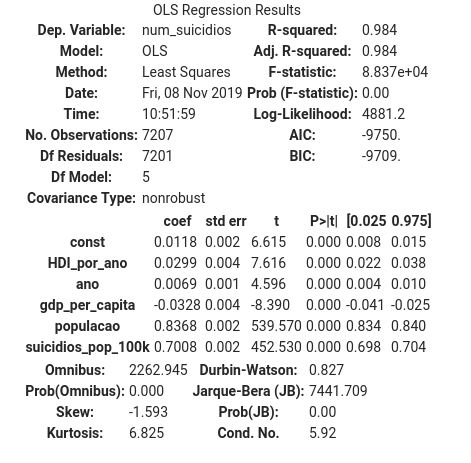 OLS Regression Results
Dep. Variable: num_suicidios R-squared: 0.984
Model: OLS Adj. R-squared: 0.984
Method: Least Squares F-statistic: 8.837e+04
Date: Fri, 08 Nov 2019 Prob (F-statistic): 0.00
Time: 10:51:59 Log-Likelihood: 4881.2
No. Observations: 7207 AIC: -9750.
Df Residuals: 7201 BIC: -9709.
Df Model: 5
Covariance Type: nonrobust
coef std err t P>|t| [0.025 0.975]
const 0.0118 0.002 6.615 0.000 0.008 0.015
HDI_por_ano 0.0299 0.004 7.616 0.000 0.022 0.038
ano 0.0069 0.001 4.596 0.000 0.004 0.010
gdp_per_capita -0.0328 0.004 -8.390 0.000 -0.041 -0.025
populacao 0.8368 0.002 539.570 0.000 0.834 0.840
suicidios_pop_100k 0.7008 0.002 452.530 0.000 0.698 0.704
Omnibus: 2262.945 Durbin-Watson: 0.827
Prob(Omnibus): 0.000 Jarque-Bera (JB): 7441.709
Skew: -1.593 Prob(JB): 0.00
Kurtosis: 6.825 Cond. No. 5.92